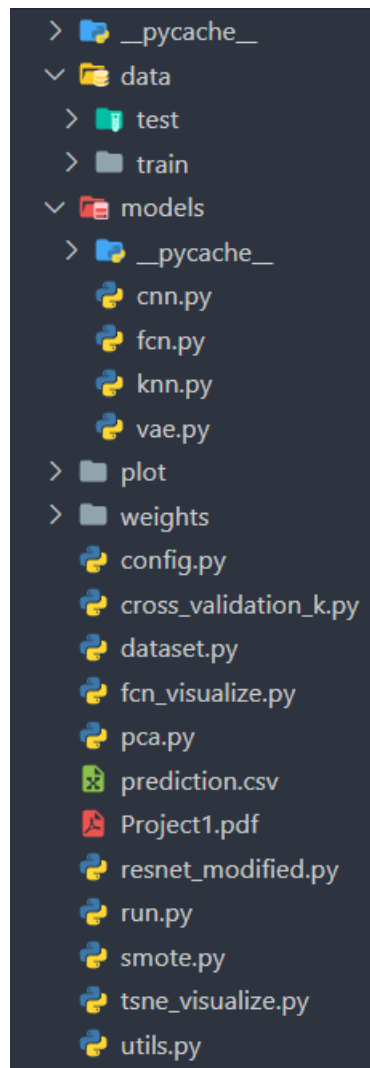 __pycache__
data
test
train
models
__pycache__
cnn.py
fcn.py
knn.py
vae.py
plot
weights
config.py
cross_validation_k.py
dataset.py
fcn_visualize.py
pca.py
prediction.csv
Project1.pdf
resnet_modified.py
run.py
smote.py
tsne_visualize.py
utils.py